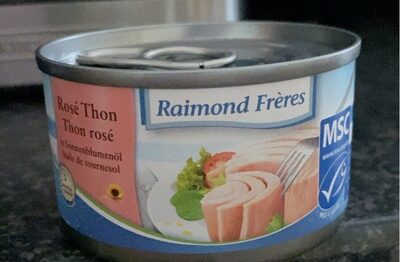 Rosé Thon
Thon rosé
in Sonnenblumenöl
huile de tournesol
Raimond Frères
MSC